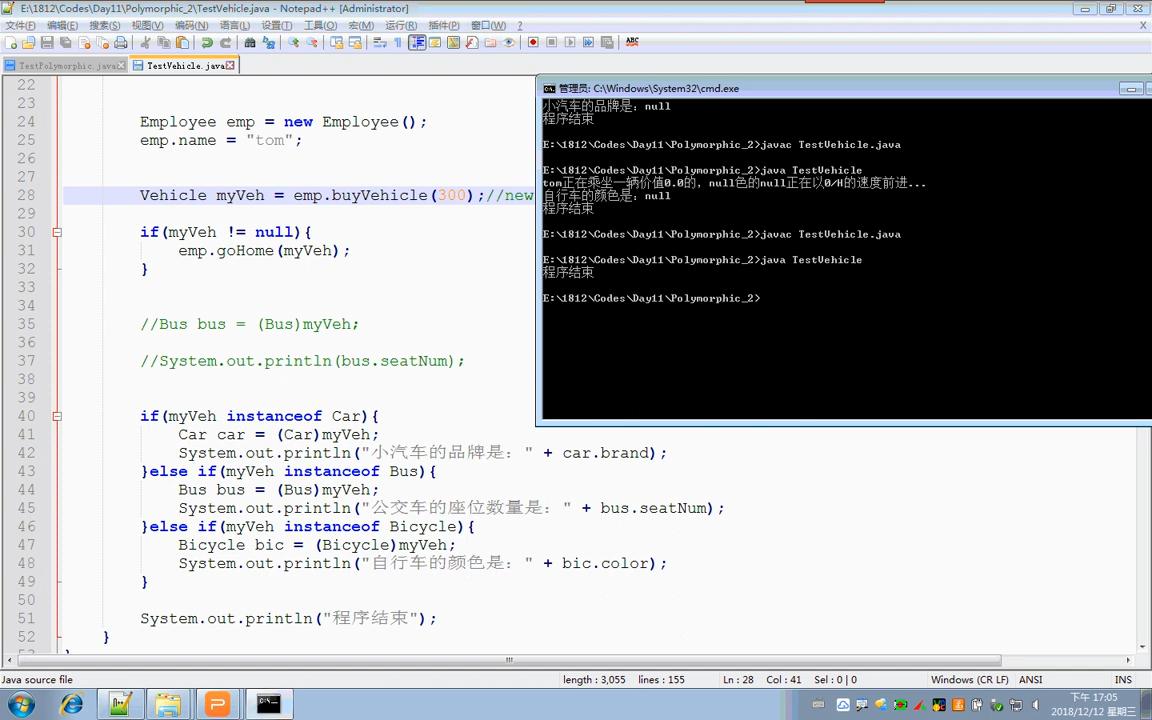 E:\1812\Codes\Day11\Polymorphic_2\TestVehicle.java - Notepad++ [Administrator]
文件(F) 编辑(E) 搜索(S) 视图(V) 编码(N) 语言(L) 设置(T) 工具(O) 宏(M) 运行(R) 插件(P) 窗口(W) ?
TestPolymorphic.java TestVehicle.java
22
23
24 Employee emp = new Employee();
25 emp.name = "tom";
26
27
28 Vehicle myVeh = emp.buyVehicle(300);//new
29
30 if(myVeh != null){
31 emp.goHome(myVeh);
32 }
33
34
35 //Bus bus = (Bus)myVeh;
36
37 //System.out.println(bus.seatNum);
38
39
40 if(myVeh instanceof Car){
41 Car car = (Car)myVeh;
42 System.out.println("小汽车的品牌是：" + car.brand);
43 }else if(myVeh instanceof Bus){
44 Bus bus = (Bus)myVeh;
45 System.out.println("公交车的座位数量是：" + bus.seatNum);
46 }else if(myVeh instanceof Bicycle){
47 Bicycle bic = (Bicycle)myVeh;
48 System.out.println("自行车的颜色是：" + bic.color);
49 }
50
51 System.out.println("程序结束");
52 }
管理员: C:\Windows\System32\cmd.exe
小汽车的品牌是：null
程序结束
E:\1812\Codes\Day11\Polymorphic_2>javac TestVehicle.java
E:\1812\Codes\Day11\Polymorphic_2>java TestVehicle
tom正在乘坐一辆价值0.0的，null色的null正在以0/H的速度前进...
自行车的颜色是：null
程序结束
E:\1812\Codes\Day11\Polymorphic_2>javac TestVehicle.java
E:\1812\Codes\Day11\Polymorphic_2>java TestVehicle
程序结束
E:\1812\Codes\Day11\Polymorphic_2>
Java source file length : 3,055 lines : 155 Ln : 28 Col : 41 Sel : 0 | 0 Windows (CR LF) ANSI INS
下午 17:05
2018/12/12 星期三